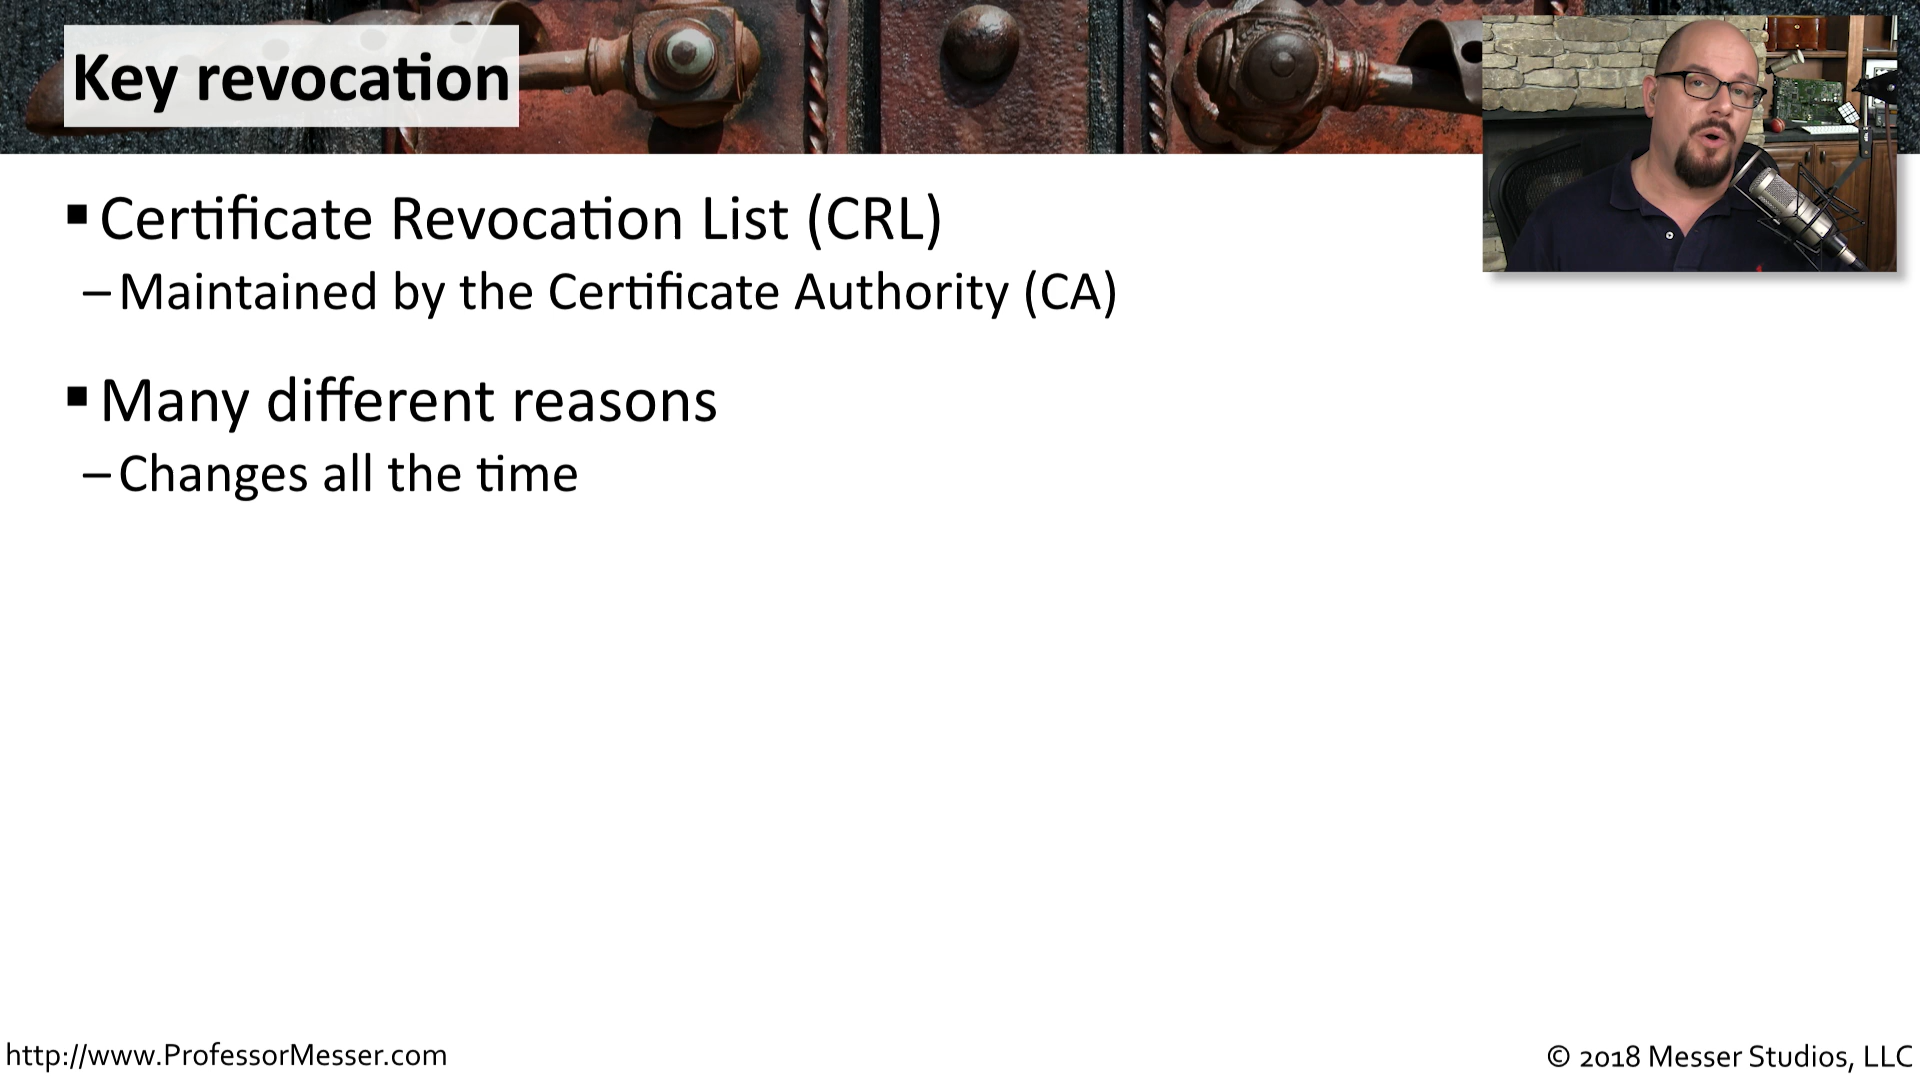 Key revocation
▪ Certificate Revocation List (CRL)
– Maintained by the Certificate Authority (CA)
▪ Many different reasons
– Changes all the time
http://www.ProfessorMesser.com
© 2018 Messer Studios, LLC